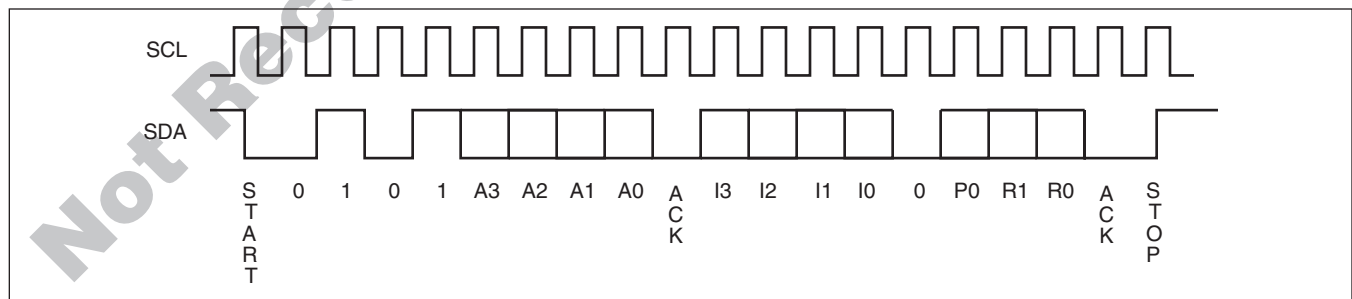 SCL
SDA
START 0 1 0 1 A3 A2 A1 A0 ACK I3 I2 I1 I0 0 P0 R1 R0 ACK STOP
Not Rec